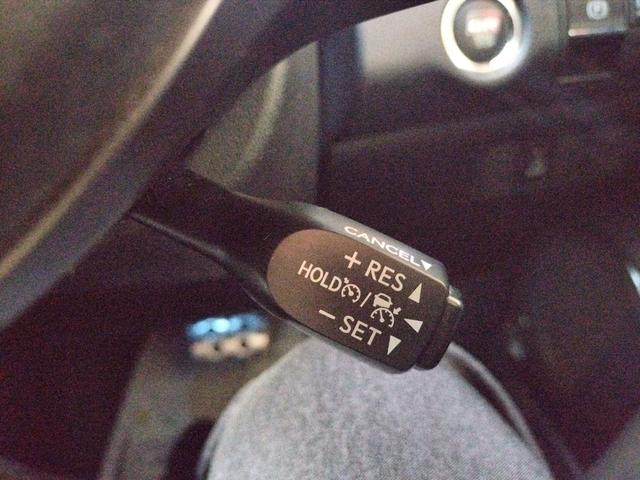 CANCEL▼
+ RES ▲
HOLD / ◀
− SET ▼